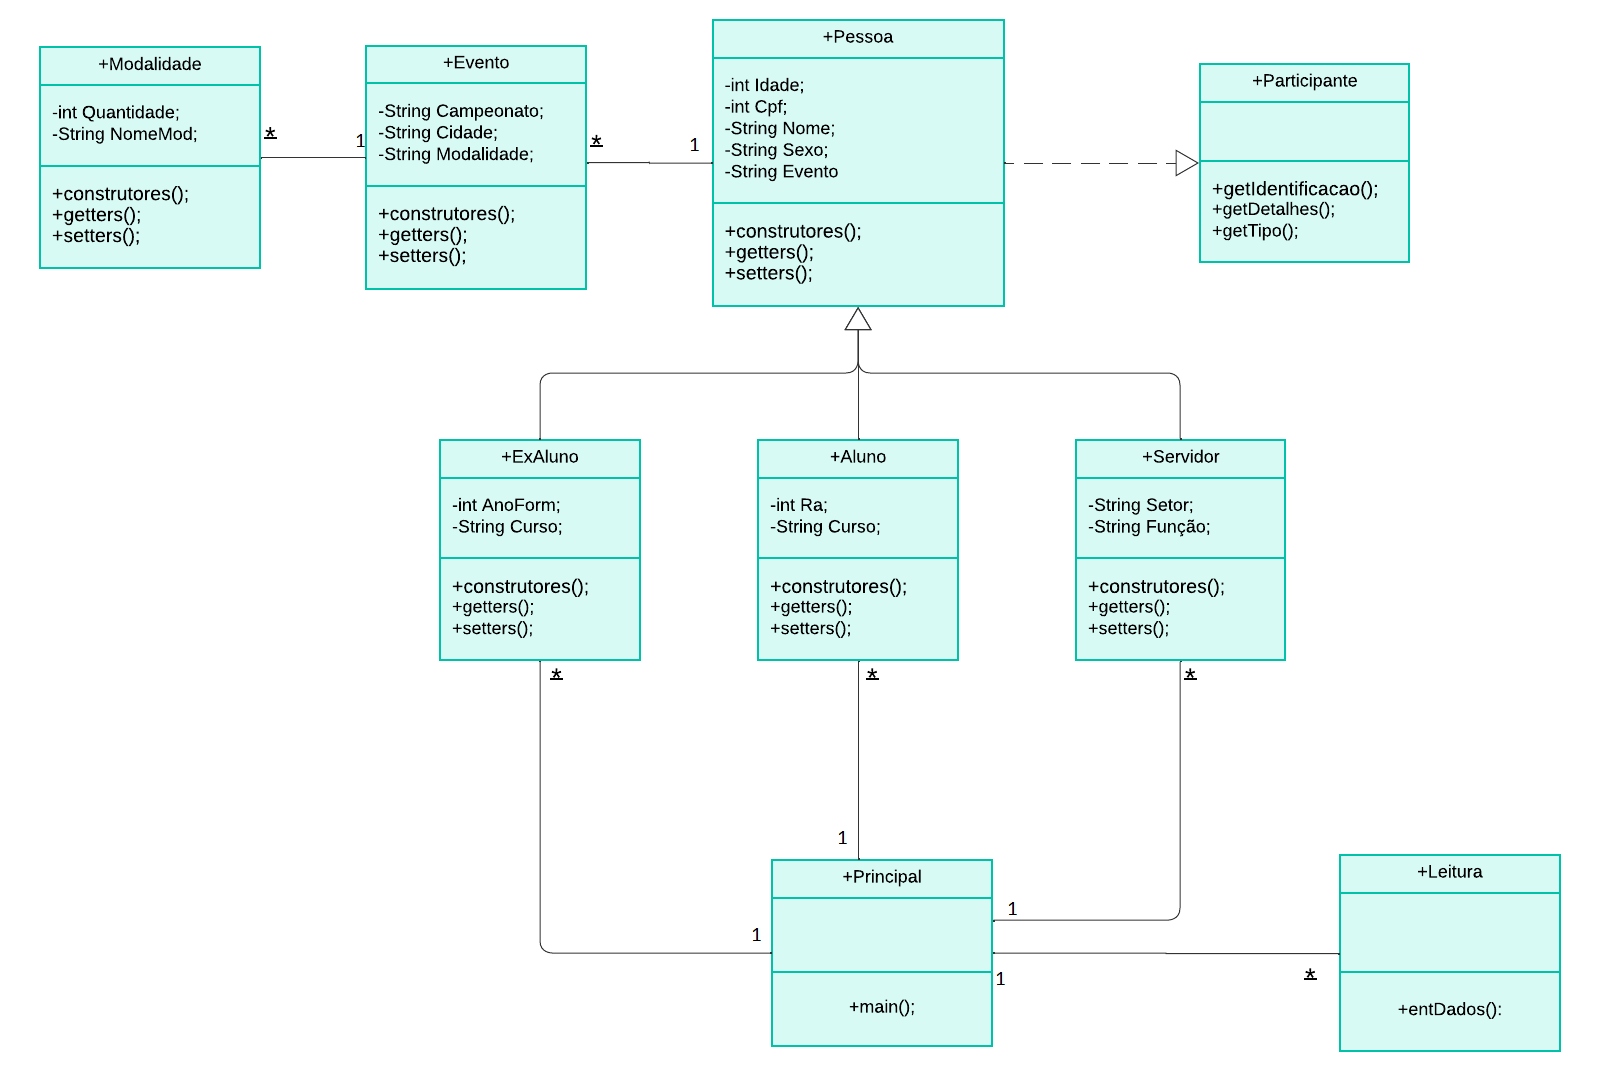 +Modalidade
-int Quantidade;
-String NomeMod;
+construtores();
+getters();
+setters();
*
1
+Evento
-String Campeonato;
-String Cidade;
-String Modalidade;
+construtores();
+getters();
+setters();
*
1
+Pessoa
-int Idade;
-int Cpf;
-String Nome;
-String Sexo;
-String Evento
+construtores();
+getters();
+setters();
+Participante
+getIdentificacao();
+getDetalhes();
+getTipo();
+ExAluno
-int AnoForm;
-String Curso;
+construtores();
+getters();
+setters();
*
+Aluno
-int Ra;
-String Curso;
+construtores();
+getters();
+setters();
*
+Servidor
-String Setor;
-String Função;
+construtores();
+getters();
+setters();
*
1
1
1
+Principal
+main();
1
*
+Leitura
+entDados():